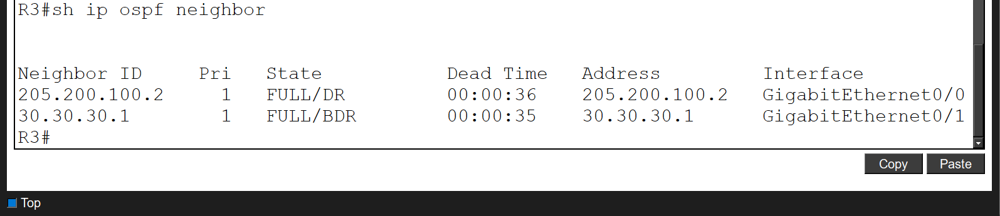 R3#sh ip ospf neighbor
Neighbor ID     Pri   State           Dead Time   Address         Interface
205.200.100.2     1   FULL/DR         00:00:36    205.200.100.2   GigabitEthernet0/0
30.30.30.1        1   FULL/BDR        00:00:35    30.30.30.1      GigabitEthernet0/1
R3#
Copy Paste
Top